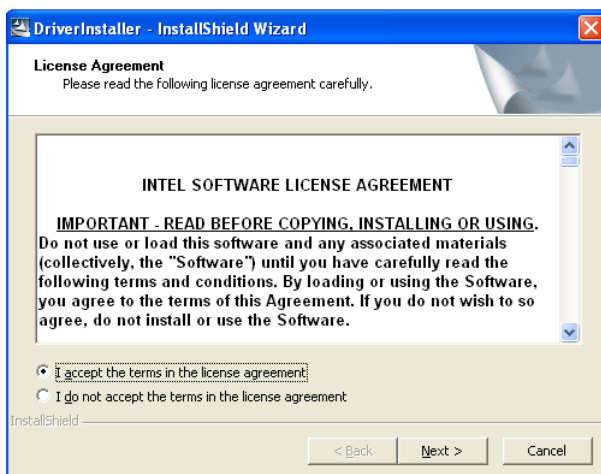 DriverInstaller - InstallShield Wizard
License Agreement
Please read the following license agreement carefully.
INTEL SOFTWARE LICENSE AGREEMENT
IMPORTANT - READ BEFORE COPYING, INSTALLING OR USING.
Do not use or load this software and any associated materials
(collectively, the "Software") until you have carefully read the
following terms and conditions. By loading or using the Software,
you agree to the terms of this Agreement. If you do not wish to so
agree, do not install or use the Software.
I accept the terms in the license agreement
I do not accept the terms in the license agreement
InstallShield
< Back Next > Cancel